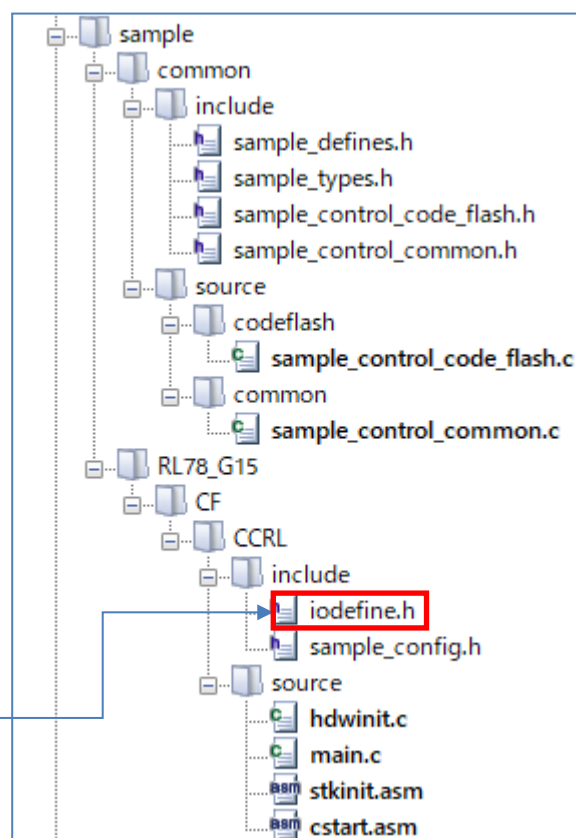 sample
common
include
sample_defines.h
sample_types.h
sample_control_code_flash.h
sample_control_common.h
source
codeflash
sample_control_code_flash.c
common
sample_control_common.c
RL78_G15
CF
CCRL
include
iodefine.h
sample_config.h
source
hdwinit.c
main.c
stkinit.asm
cstart.asm